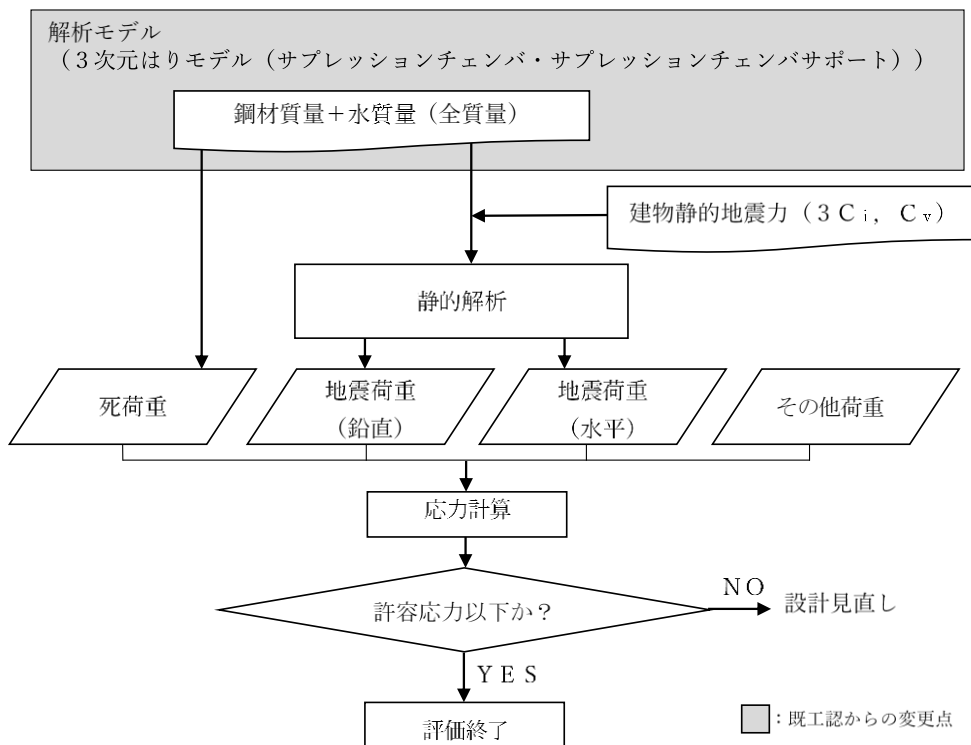 解析モデル
(3次元はりモデル(サプレッションチェンバ・サプレッションチェンバサポート))
鋼材質量+水質量(全質量)
建物静的地震力(3Ci, Cv)
静的解析
死荷重
地震荷重
(鉛直)
地震荷重
(水平)
その他荷重
応力計算
許容応力以下か?
NO
設計見直し
YES
評価終了
:既工認からの変更点